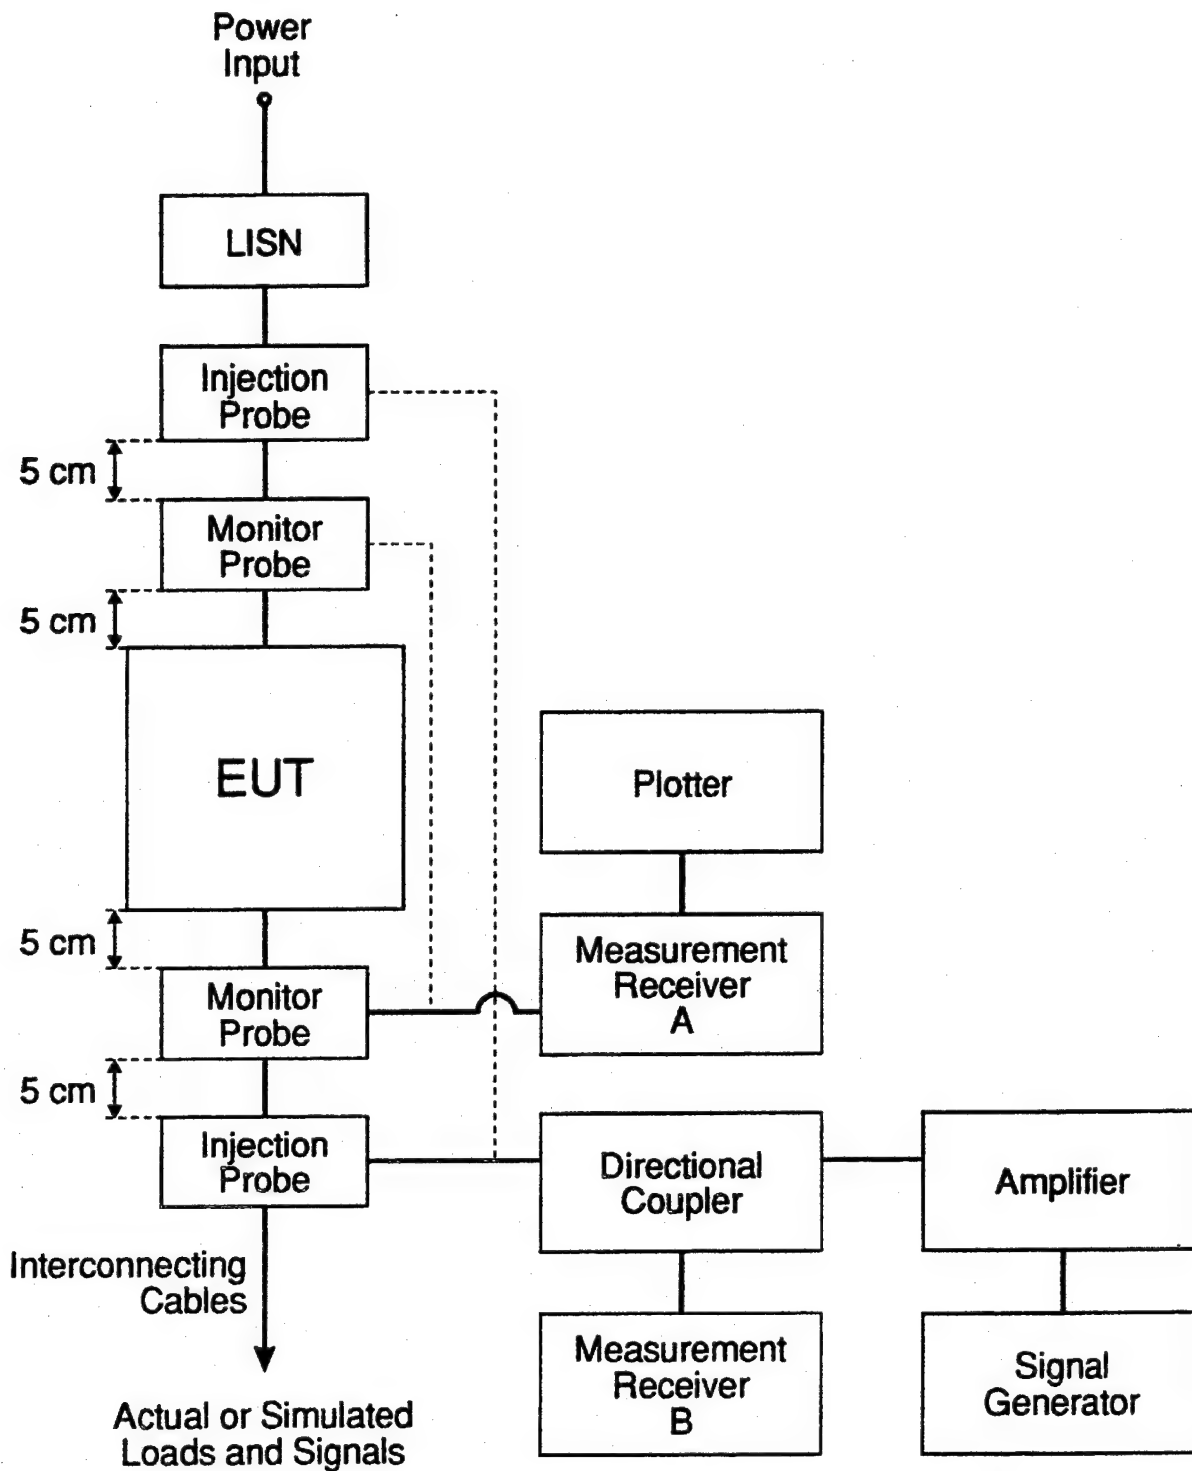 Power
Input
LISN
Injection
Probe
5 cm
Monitor
Probe
5 cm
EUT
Plotter
5 cm
Measurement
Receiver
A
Monitor
Probe
5 cm
Injection
Probe
Directional
Coupler
Amplifier
Interconnecting
Cables
Measurement
Receiver
B
Signal
Generator
Actual or Simulated
Loads and Signals